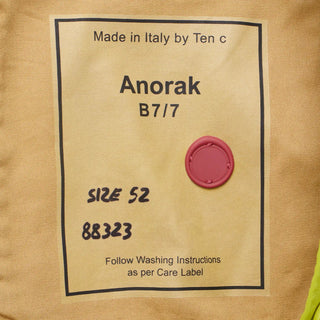 Made in Italy by Ten c
Anorak
B7/7
SIZE 52
88323
Follow Washing Instructions
as per Care Label